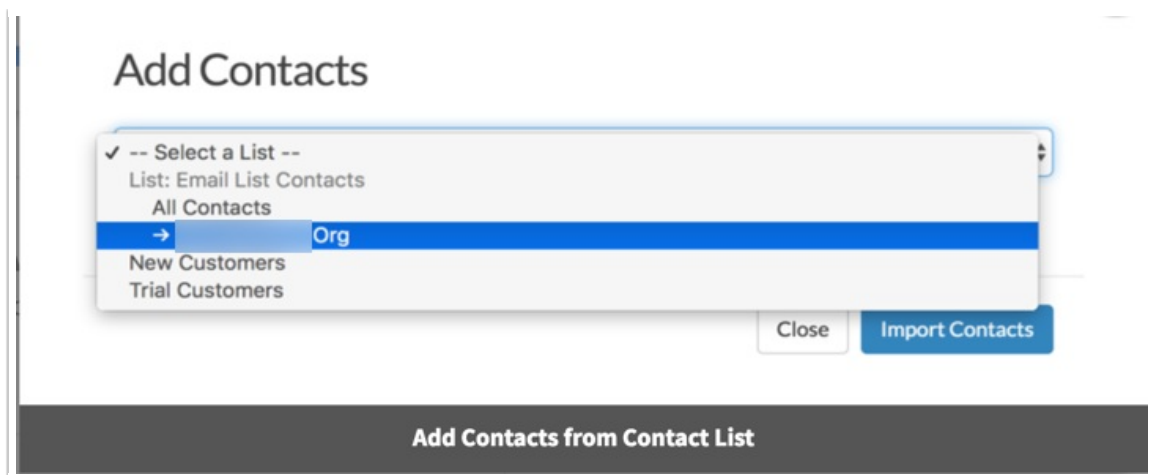 Add Contacts
✓ -- Select a List --
List: Email List Contacts
All Contacts
→ Org
New Customers
Trial Customers
Close
Import Contacts
Add Contacts from Contact List